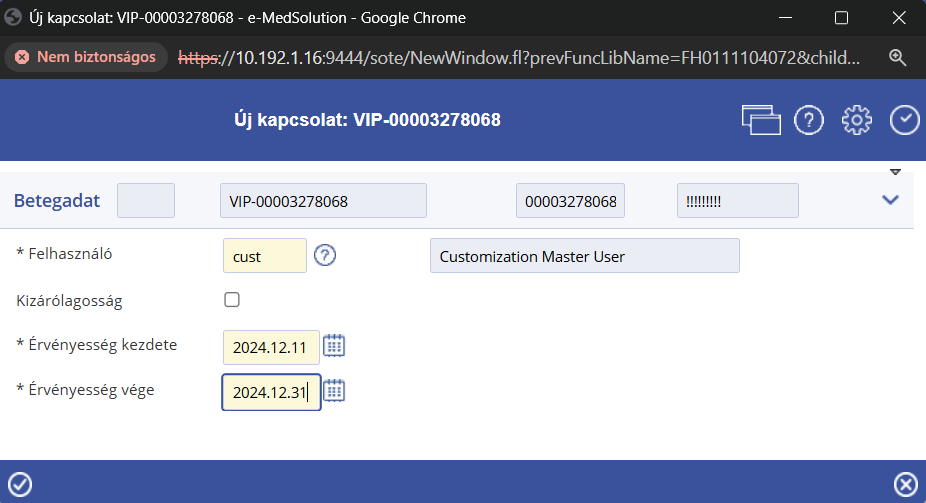 Új kapcsolat: VIP-00003278068 - e-MedSolution - Google Chrome
Nem biztonságos https://10.192.1.16:9444/sote/NewWindow.fl?prevFuncLibName=FH0111104072&child...
Új kapcsolat: VIP-00003278068
Betegadat VIP-00003278068 00003278068 !!!!!!!!!
* Felhasználó cust Customization Master User
Kizárólagosság
* Érvényesség kezdete 2024.12.11
* Érvényesség vége 2024.12.31